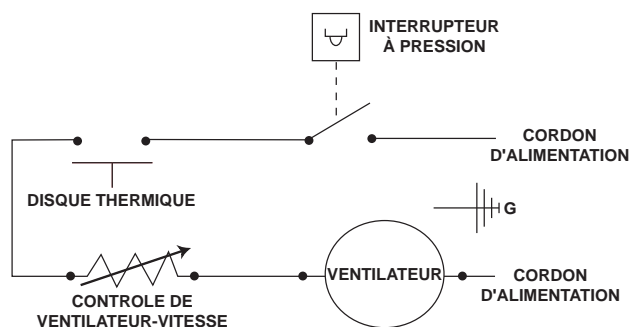 INTERRUPTEUR
À PRESSION
CORDON
D'ALIMENTATION
DISQUE THERMIQUE
G
VENTILATEUR
CORDON
D'ALIMENTATION
CONTROLE DE
VENTILATEUR-VITESSE